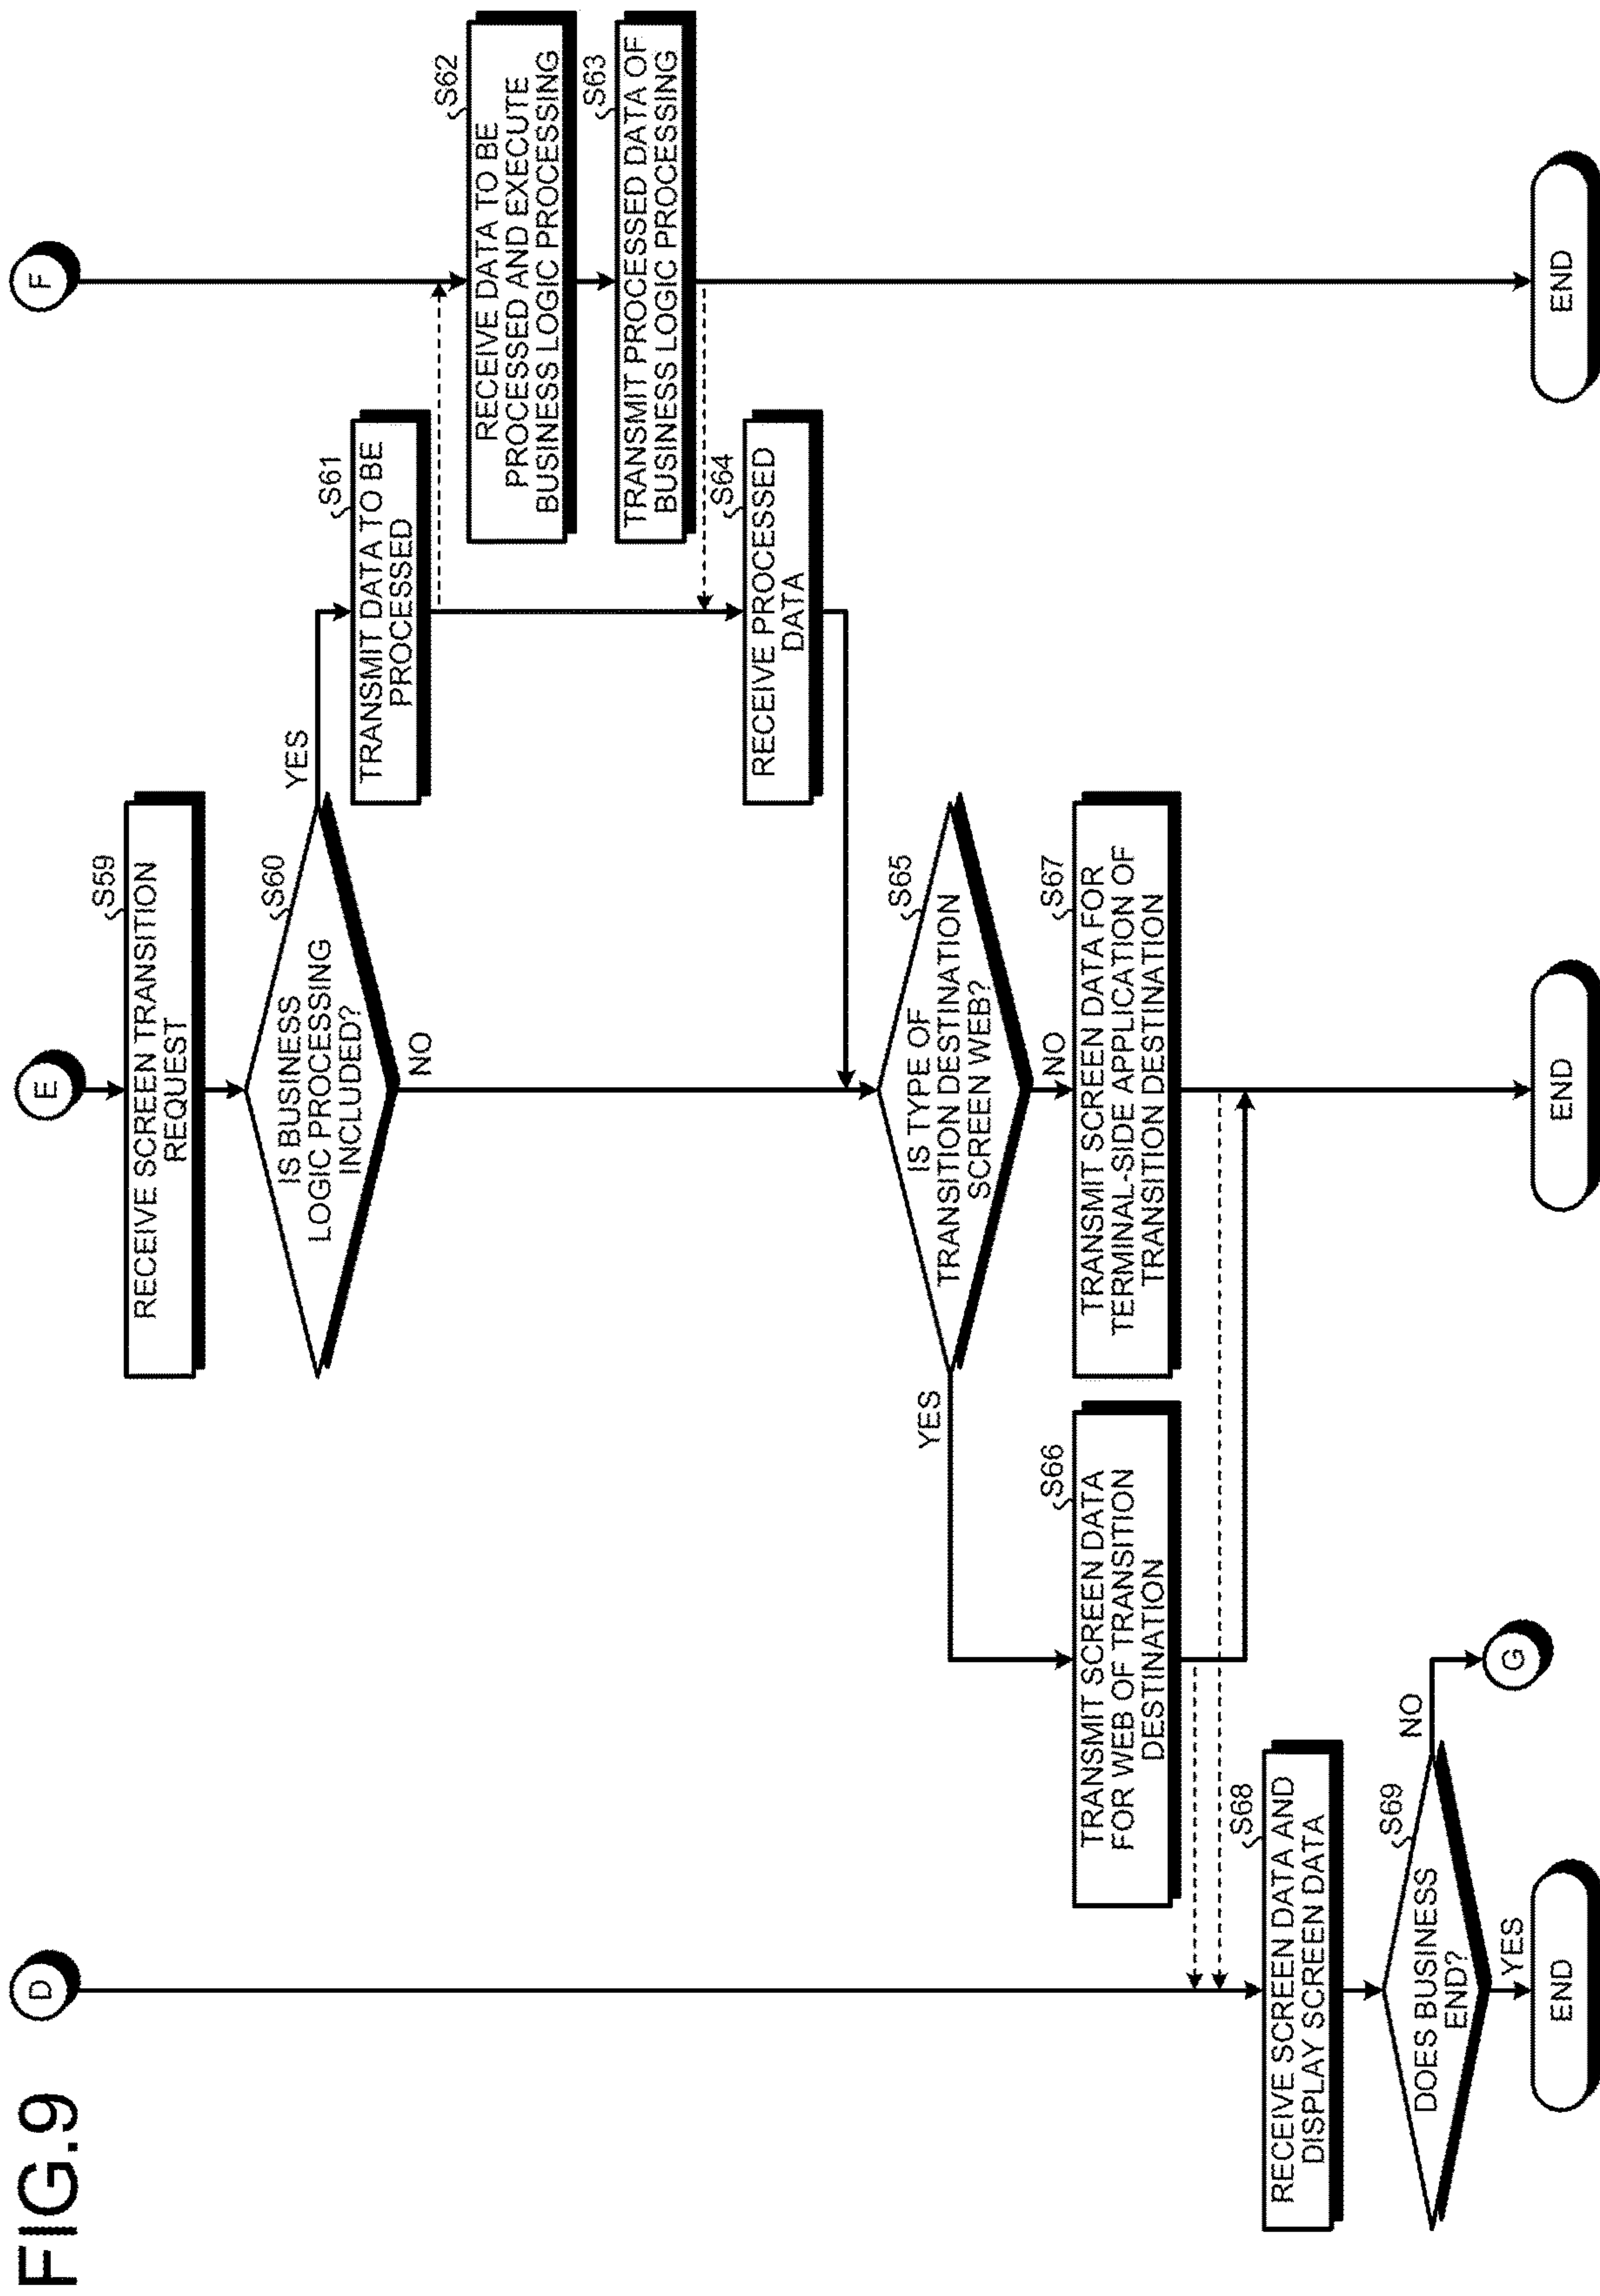 FIG.9
D
E
F
S59
RECEIVE SCREEN TRANSITION
REQUEST
S60
IS BUSINESS
LOGIC PROCESSING
INCLUDED?
YES
NO
S61
TRANSMIT DATA TO BE
PROCESSED
S62
RECEIVE DATA TO BE
PROCESSED AND EXECUTE
BUSINESS LOGIC PROCESSING
S63
TRANSMIT PROCESSED DATA OF
BUSINESS LOGIC PROCESSING
S64
RECEIVE PROCESSED
DATA
S65
IS TYPE OF
TRANSITION DESTINATION
SCREEN WEB?
YES
NO
S66
TRANSMIT SCREEN DATA
FOR WEB OF TRANSITION
DESTINATION
S67
TRANSMIT SCREEN DATA FOR
TERMINAL-SIDE APPLICATION OF
TRANSITION DESTINATION
S68
RECEIVE SCREEN DATA AND
DISPLAY SCREEN DATA
S69
DOES BUSINESS
END?
NO
G
YES
END
END
END